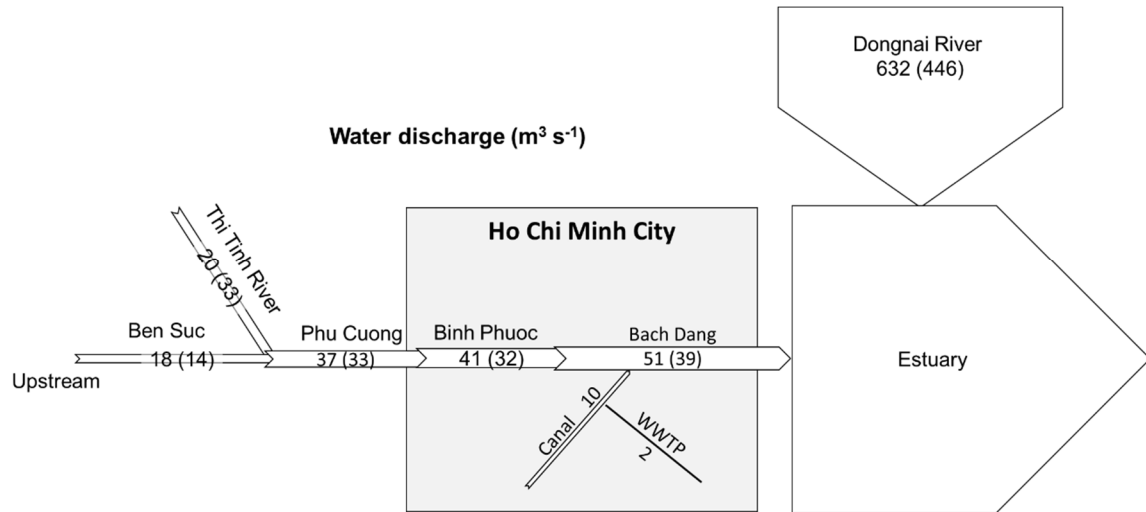 Dongnai River
632 (446)
Water discharge (m³ s⁻¹)
Thi Tinh River
20 (33)
Ho Chi Minh City
Ben Suc
18 (14)
Upstream
Phu Cuong
37 (33)
Binh Phuoc
41 (32)
Bach Dang
51 (39)
Estuary
Canal 10
WWTP
2